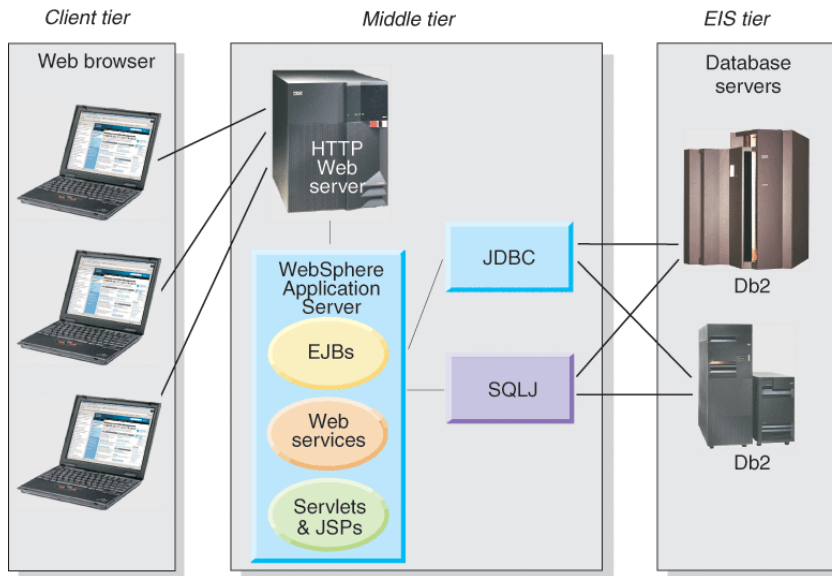 Client tier
Middle tier
EIS tier
Web browser
HTTP
Web
server
WebSphere
Application
Server
EJBs
Web
services
Servlets
& JSPs
JDBC
SQLJ
Database
servers
Db2
Db2